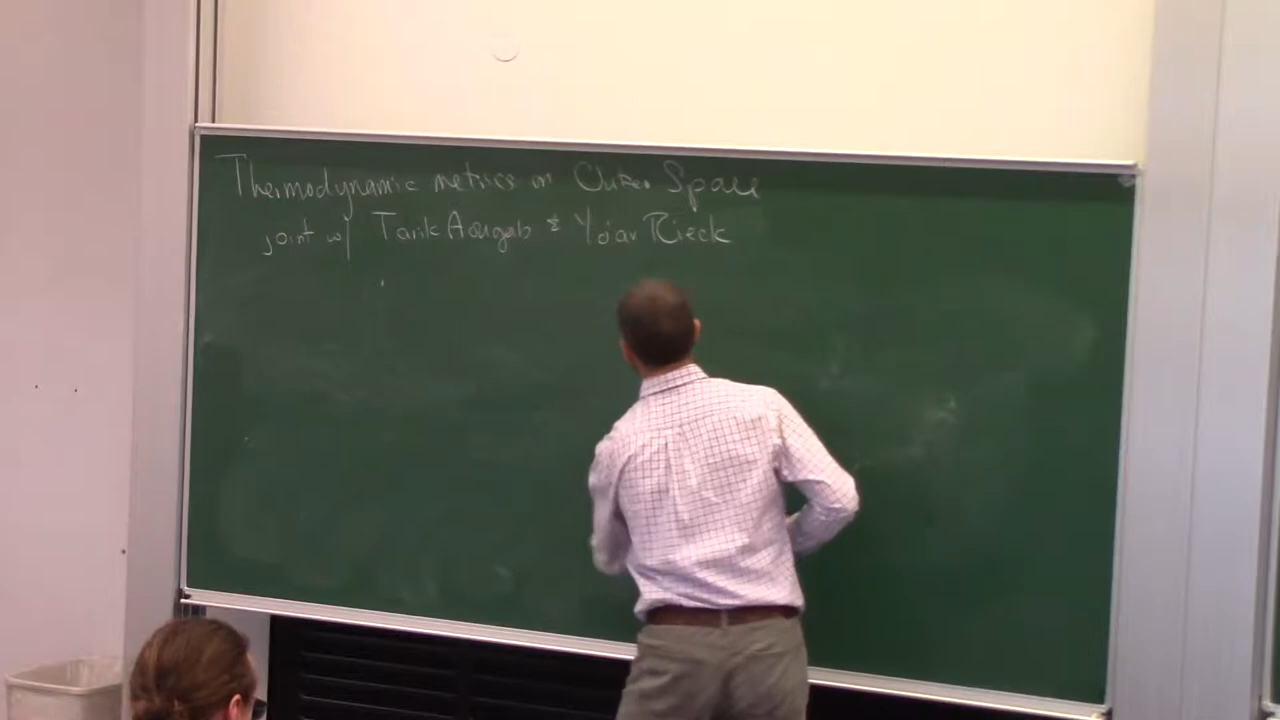 Thermodynamic metrics on Outer Space
joint w/ Tarik Aougab & Yo'av Rieck